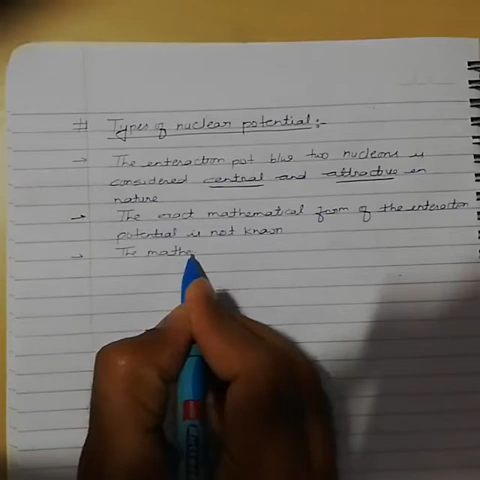 # Types of nuclear potential:-
→ The interaction pot b/w two nucleons is
considered central and attractive in
nature
→ The exact mathematical form of the interaction
potential is not known
→ The mathe